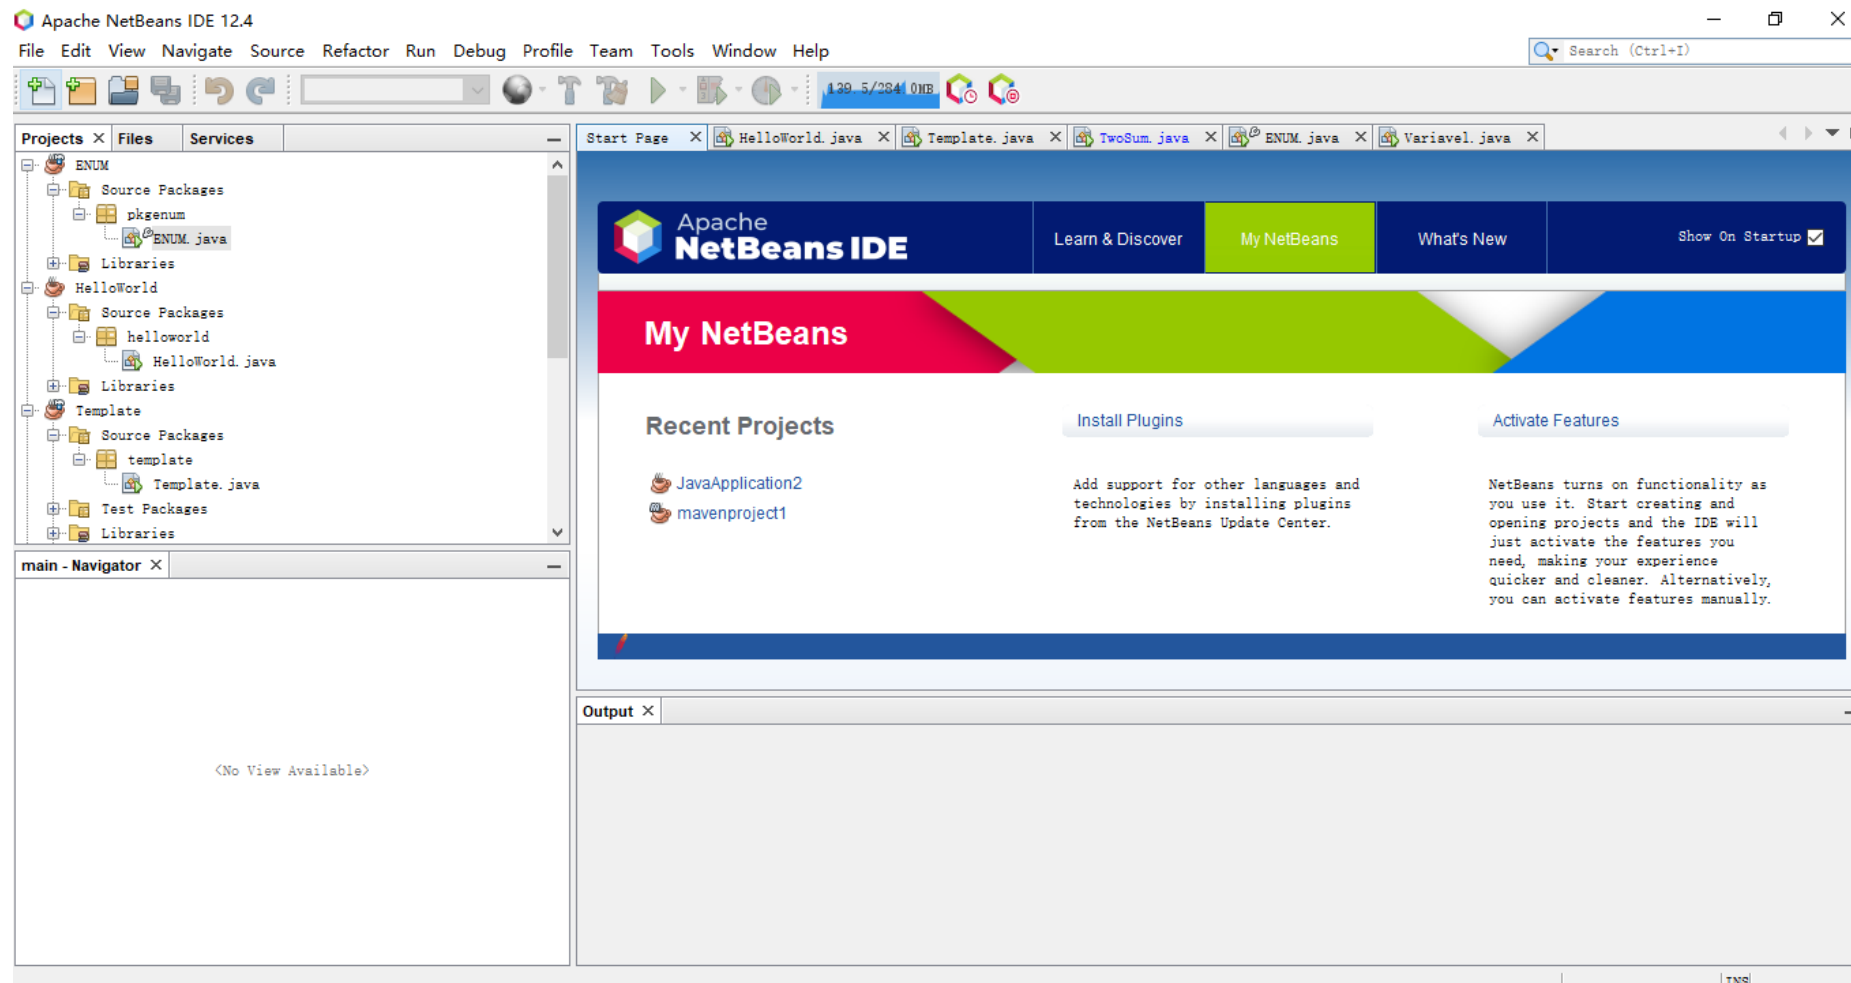 Apache NetBeans IDE 12.4
File Edit View Navigate Source Refactor Run Debug Profile Team Tools Window Help
Search (Ctrl+I)
139.5/284.0MB
Projects Files Services
Start Page HelloWorld.java Template.java TwoSum.java ENUM.java Variavel.java
ENUM
Source Packages
pkgenum
ENUM.java
Libraries
HelloWorld
Source Packages
helloworld
HelloWorld.java
Libraries
Template
Source Packages
template
Template.java
Test Packages
Libraries
main - Navigator
<No View Available>
Apache
NetBeans IDE
Learn & Discover
My NetBeans
What's New
Show On Startup
My NetBeans
Recent Projects
JavaApplication2
mavenproject1
Install Plugins
Add support for other languages and
technologies by installing plugins
from the NetBeans Update Center.
Activate Features
NetBeans turns on functionality as
you use it. Start creating and
opening projects and the IDE will
just activate the features you
need, making your experience
quicker and cleaner. Alternatively,
you can activate features manually.
Output
INS